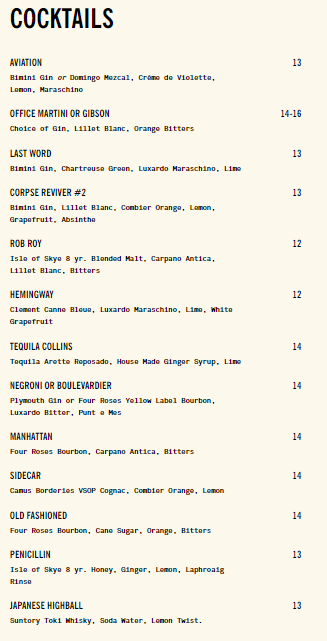 COCKTAILS
AVIATION 13
Bimini Gin or Domingo Mezcal, Crème de Violette,
Lemon, Maraschino
OFFICE MARTINI OR GIBSON 14-16
Choice of Gin, Lillet Blanc, Orange Bitters
LAST WORD 13
Bimini Gin, Chartreuse Green, Luxardo Maraschino, Lime
CORPSE REVIVER #2 13
Bimini Gin, Lillet Blanc, Combier Orange, Lemon,
Grapefruit, Absinthe
ROB ROY 12
Isle of Skye 8 yr. Blended Malt, Carpano Antica,
Lillet Blanc, Bitters
HEMINGWAY 12
Clement Canne Bleue, Luxardo Maraschino, Lime, White
Grapefruit
TEQUILA COLLINS 14
Tequila Arette Reposado, House Made Ginger Syrup, Lime
NEGRONI OR BOULEVARDIER 14
Plymouth Gin or Four Roses Yellow Label Bourbon,
Luxardo Bitter, Punt e Mes
MANHATTAN 14
Four Roses Bourbon, Carpano Antica, Bitters
SIDECAR 14
Camus Borderies VSOP Cognac, Combier Orange, Lemon
OLD FASHIONED 14
Four Roses Bourbon, Cane Sugar, Orange, Bitters
PENICILLIN 13
Isle of Skye 8 yr. Honey, Ginger, Lemon, Laphroaig
Rinse
JAPANESE HIGHBALL 13
Suntory Toki Whisky, Soda Water, Lemon Twist.